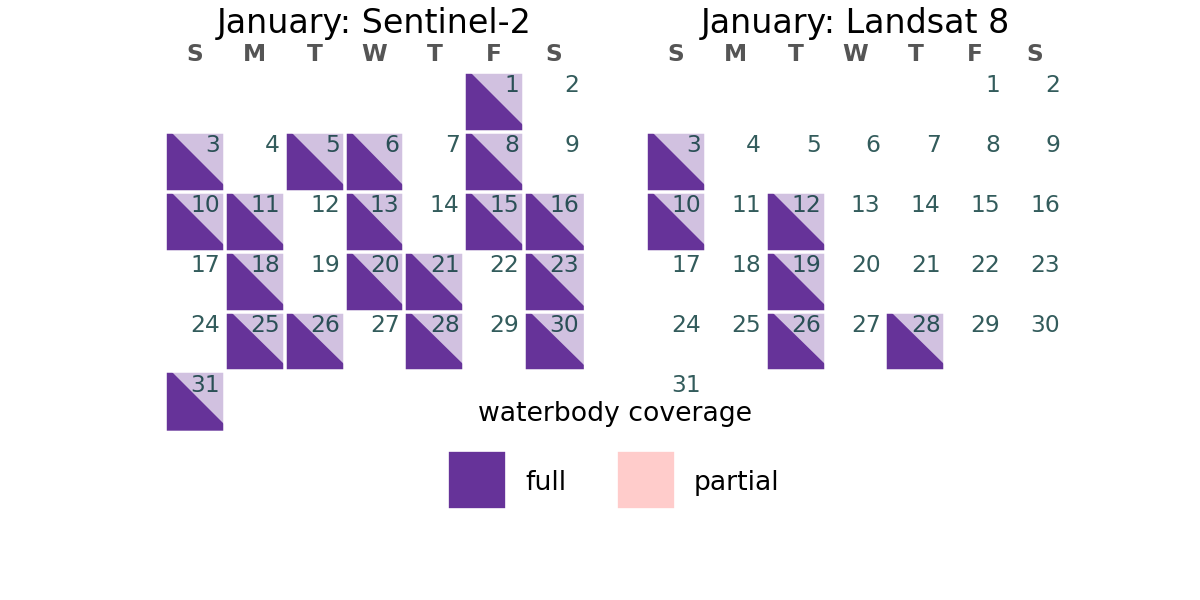 January: Sentinel-2
S M T W T F S
1 2
3 4 5 6 7 8 9
10 11 12 13 14 15 16
17 18 19 20 21 22 23
24 25 26 27 28 29 30
31
January: Landsat 8
S M T W T F S
1 2
3 4 5 6 7 8 9
10 11 12 13 14 15 16
17 18 19 20 21 22 23
24 25 26 27 28 29 30
31
waterbody coverage
full partial